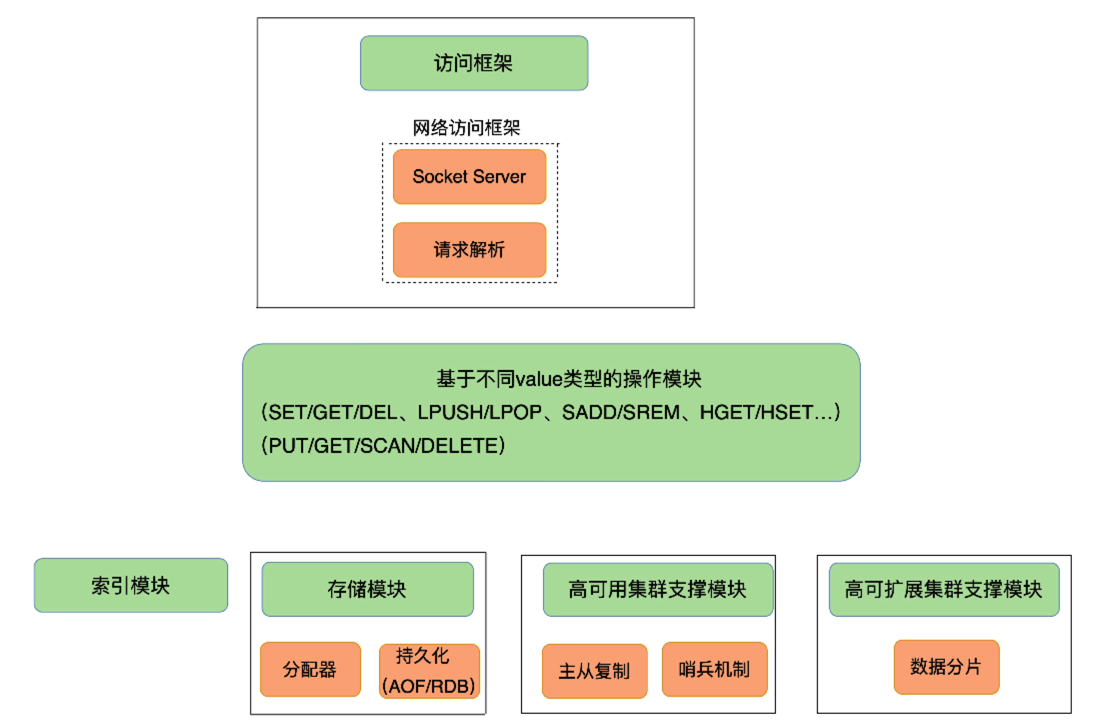 访问框架
网络访问框架
Socket Server
请求解析
基于不同value类型的操作模块
（SET/GET/DEL、LPUSH/LPOP、SADD/SREM、HGET/HSET...）
（PUT/GET/SCAN/DELETE）
索引模块
存储模块
分配器
持久化
（AOF/RDB）
高可用集群支撑模块
主从复制
哨兵机制
高可扩展集群支撑模块
数据分片